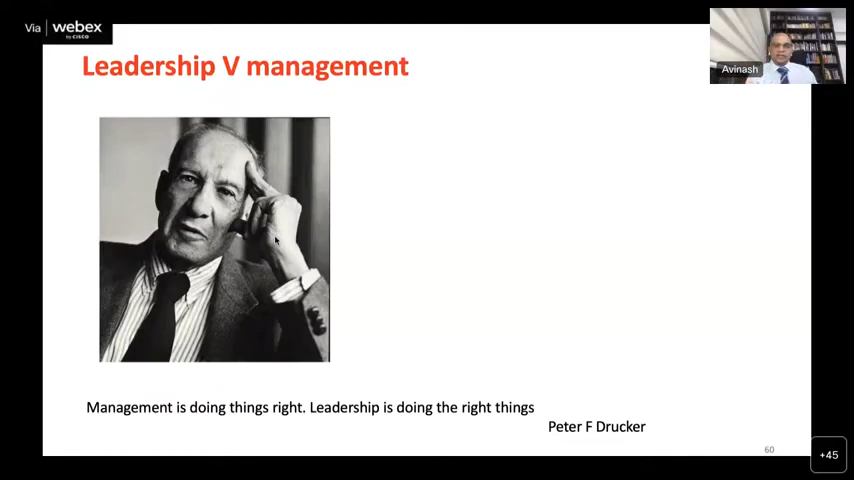 Via webex
by CISCO
Leadership V management
Avinash
Management is doing things right. Leadership is doing the right things
Peter F Drucker
60
+45